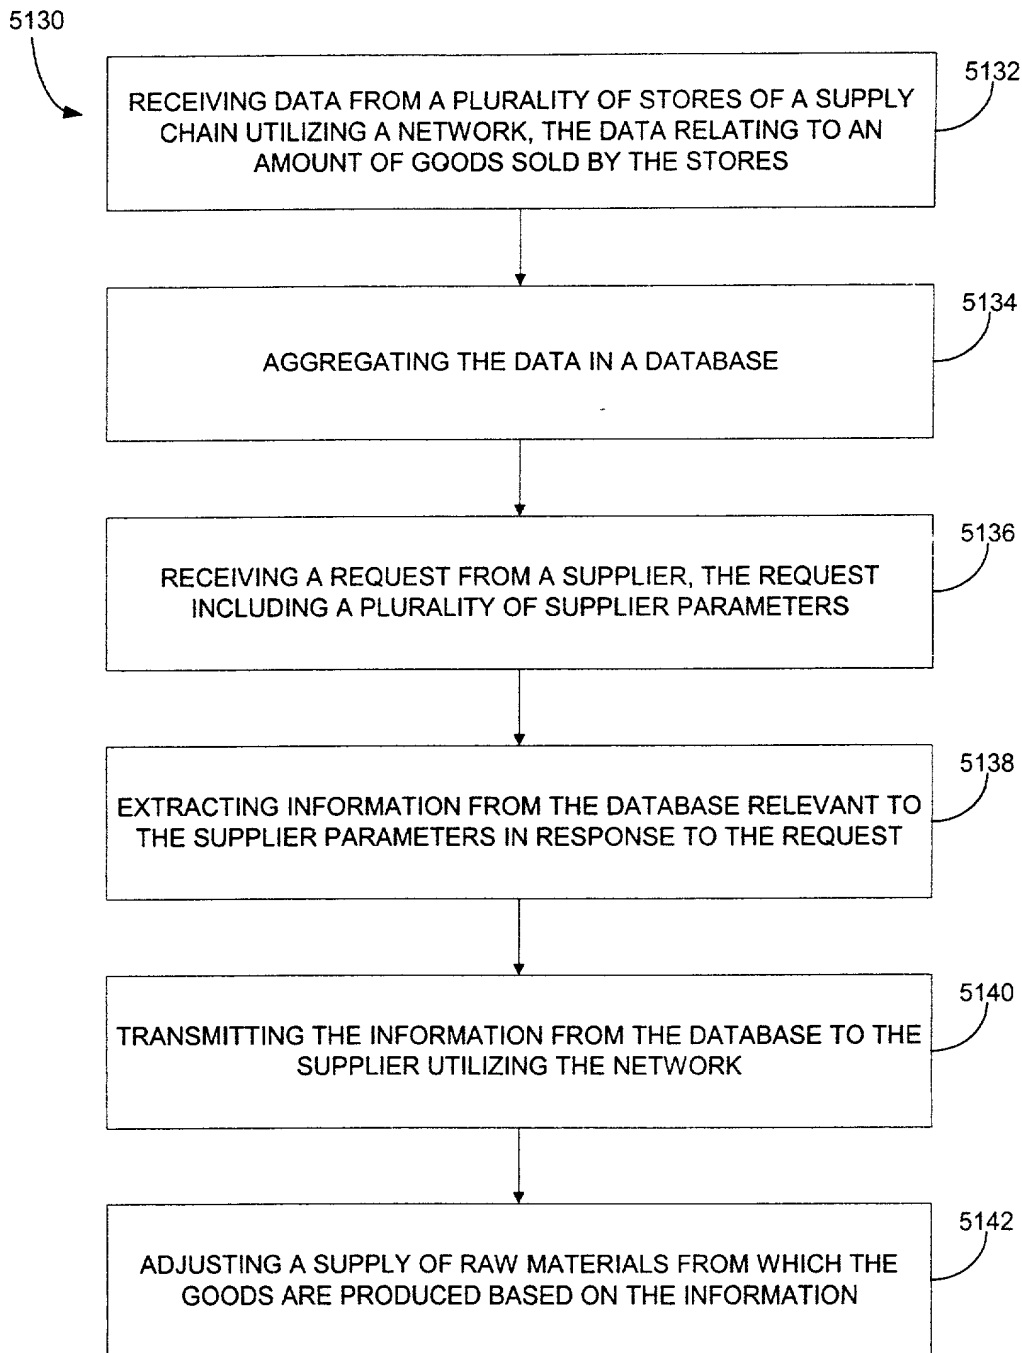 5130
5132
RECEIVING DATA FROM A PLURALITY OF STORES OF A SUPPLY
CHAIN UTILIZING A NETWORK, THE DATA RELATING TO AN
AMOUNT OF GOODS SOLD BY THE STORES
5134
AGGREGATING THE DATA IN A DATABASE
5136
RECEIVING A REQUEST FROM A SUPPLIER, THE REQUEST
INCLUDING A PLURALITY OF SUPPLIER PARAMETERS
5138
EXTRACTING INFORMATION FROM THE DATABASE RELEVANT TO
THE SUPPLIER PARAMETERS IN RESPONSE TO THE REQUEST
5140
TRANSMITTING THE INFORMATION FROM THE DATABASE TO THE
SUPPLIER UTILIZING THE NETWORK
5142
ADJUSTING A SUPPLY OF RAW MATERIALS FROM WHICH THE
GOODS ARE PRODUCED BASED ON THE INFORMATION